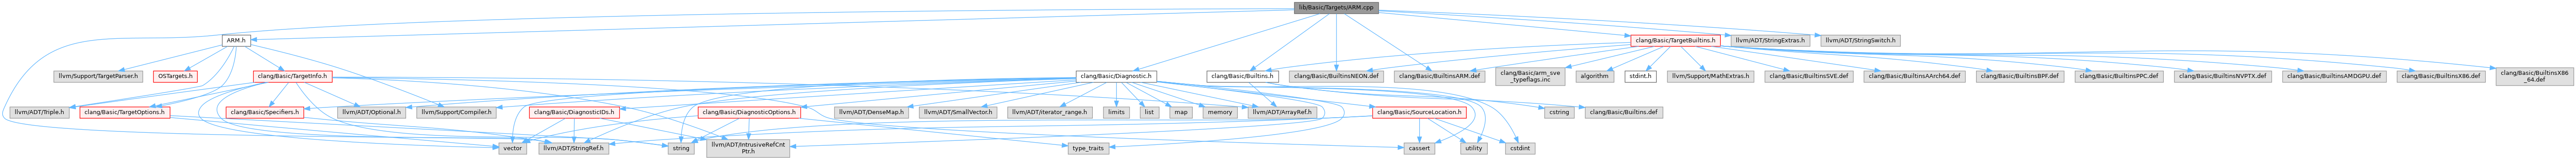 lib/Basic/Targets/ARM.cpp
ARM.h
clang/Basic/TargetBuiltins.h
llvm/ADT/StringExtras.h
llvm/ADT/StringSwitch.h
llvm/Support/TargetParser.h
OSTargets.h
clang/Basic/TargetInfo.h
clang/Basic/Diagnostic.h
clang/Basic/Builtins.h
clang/Basic/BuiltinsNEON.def
clang/Basic/BuiltinsARM.def
clang/Basic/arm_sve
_typeflags.inc
algorithm
stdint.h
llvm/Support/MathExtras.h
clang/Basic/BuiltinsSVE.def
clang/Basic/BuiltinsAArch64.def
clang/Basic/BuiltinsBPF.def
clang/Basic/BuiltinsPPC.def
clang/Basic/BuiltinsNVPTX.def
clang/Basic/BuiltinsAMDGPU.def
clang/Basic/BuiltinsX86.def
clang/Basic/BuiltinsX86
_64.def
llvm/ADT/Triple.h
clang/Basic/TargetOptions.h
clang/Basic/Specifiers.h
llvm/ADT/Optional.h
llvm/Support/Compiler.h
clang/Basic/DiagnosticIDs.h
clang/Basic/DiagnosticOptions.h
llvm/ADT/DenseMap.h
llvm/ADT/SmallVector.h
llvm/ADT/iterator_range.h
limits
list
map
memory
llvm/ADT/ArrayRef.h
clang/Basic/SourceLocation.h
cstring
clang/Basic/Builtins.def
vector
llvm/ADT/StringRef.h
string
llvm/ADT/IntrusiveRefCnt
Ptr.h
type_traits
cassert
utility
cstdint